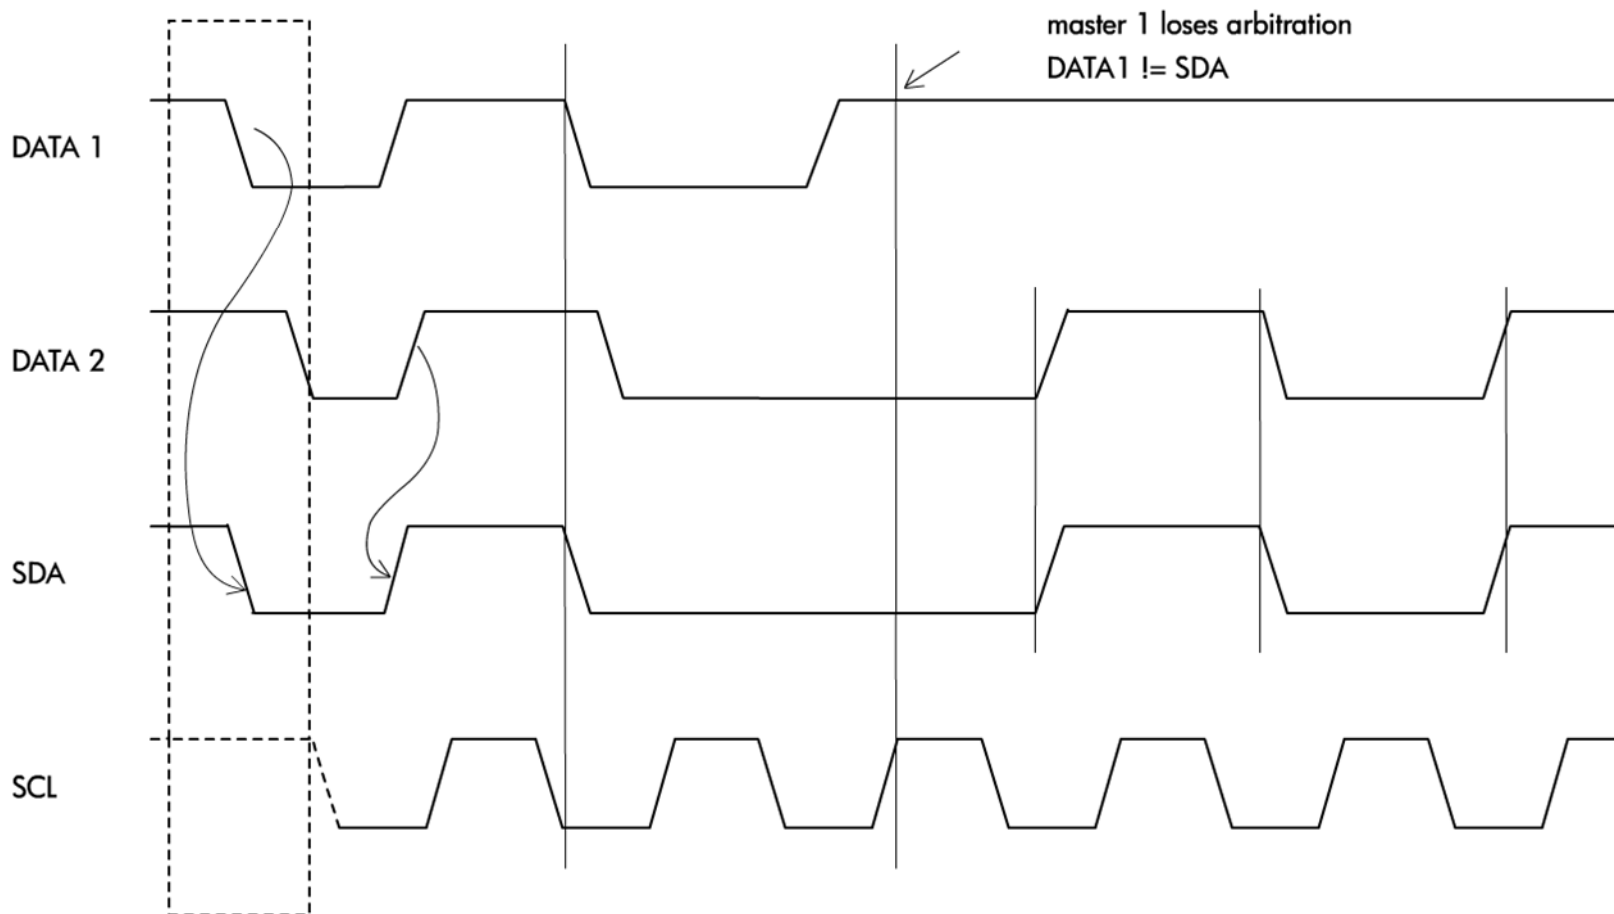 master 1 loses arbitration
DATA1 != SDA
DATA 1
DATA 2
SDA
SCL